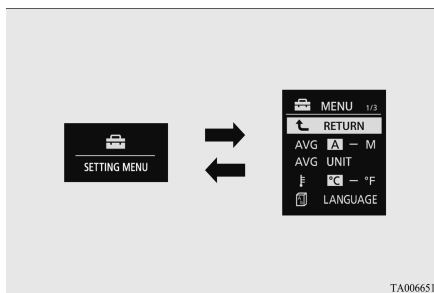 SETTING MENU
MENU 1/3
RETURN
AVG A – M
AVG UNIT
°C – °F
LANGUAGE
TA006651